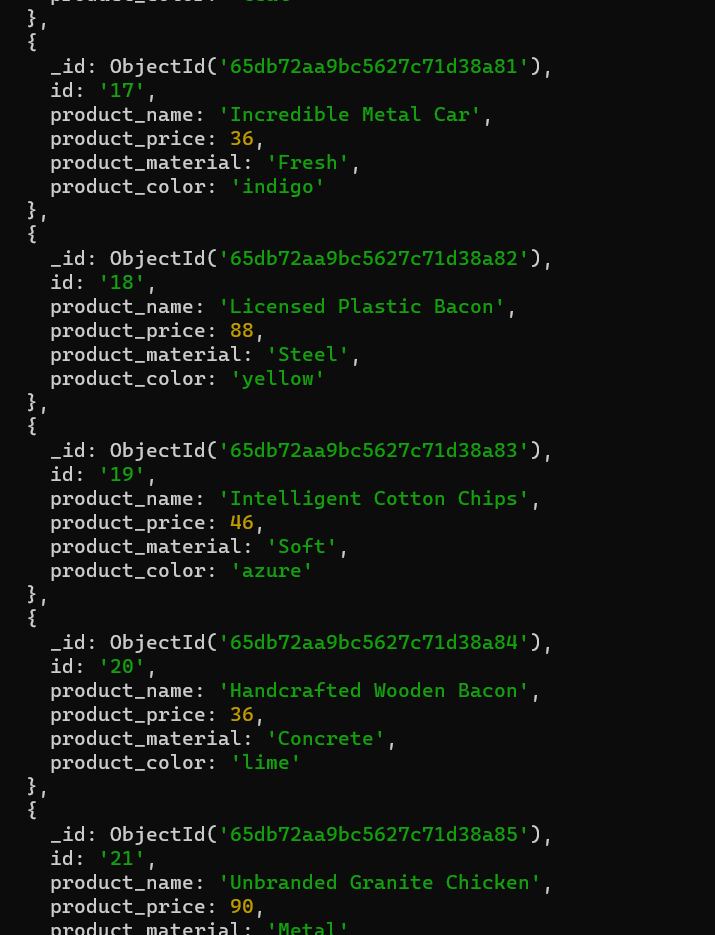 },
{
_id: ObjectId('65db72aa9bc5627c71d38a81'),
id: '17',
product_name: 'Incredible Metal Car',
product_price: 36,
product_material: 'Fresh',
product_color: 'indigo'
},
{
_id: ObjectId('65db72aa9bc5627c71d38a82'),
id: '18',
product_name: 'Licensed Plastic Bacon',
product_price: 88,
product_material: 'Steel',
product_color: 'yellow'
},
{
_id: ObjectId('65db72aa9bc5627c71d38a83'),
id: '19',
product_name: 'Intelligent Cotton Chips',
product_price: 46,
product_material: 'Soft',
product_color: 'azure'
},
{
_id: ObjectId('65db72aa9bc5627c71d38a84'),
id: '20',
product_name: 'Handcrafted Wooden Bacon',
product_price: 36,
product_material: 'Concrete',
product_color: 'lime'
},
{
_id: ObjectId('65db72aa9bc5627c71d38a85'),
id: '21',
product_name: 'Unbranded Granite Chicken',
product_price: 90,
product_material: 'Metal'